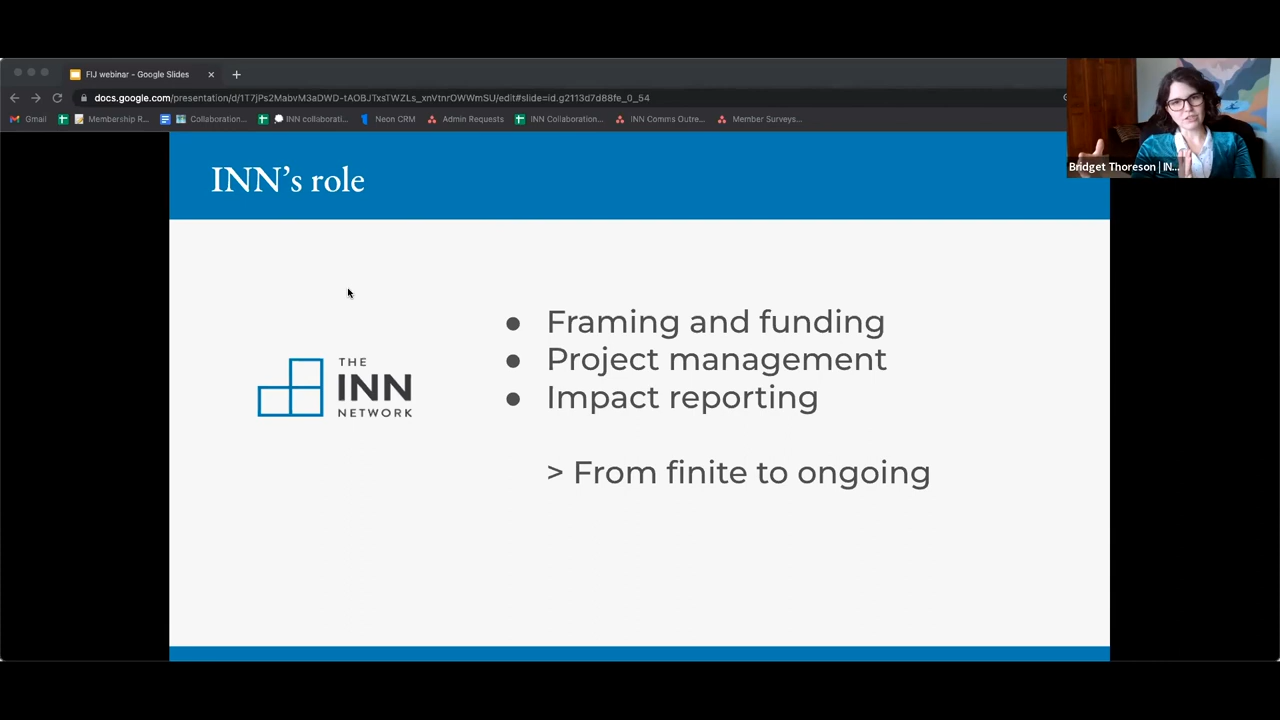 FIJ webinar - Google Slides
docs.google.com/presentation/d/1T7jPs2MabvM3aDWD-tAOBJTxsTWZLs_xnVtnrOWWmSU/edit#slide=id.g2113d7d88fe_0_54
Gmail Membership R... Collaboration... INN collaborati... Neon CRM Admin Requests INN Collaboration... INN Comms Outre... Member Surveys...
Bridget Thoreson | IN...
INN's role
● Framing and funding
● Project management
● Impact reporting
THE
INN
NETWORK
> From finite to ongoing